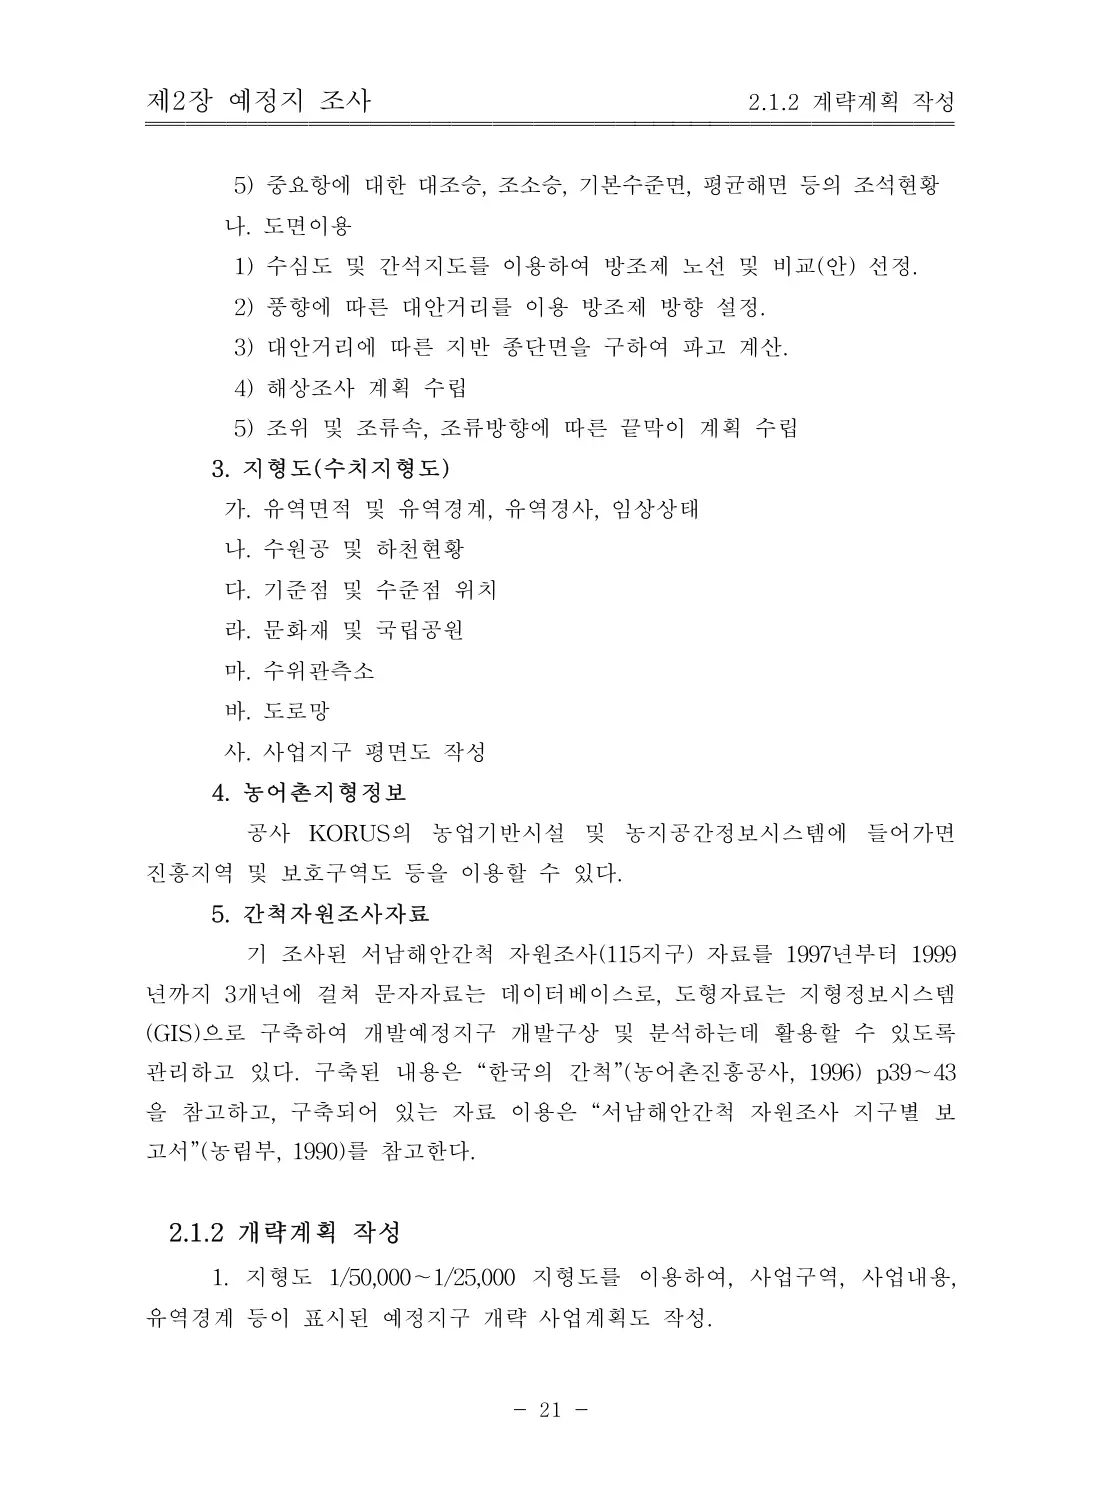 제2장 예정지 조사 2.1.2 계략계획 작성
5) 중요항에 대한 대조승, 조소승, 기본수준면, 평균해면 등의 조석현황
나. 도면이용
1) 수심도 및 간석지도를 이용하여 방조제 노선 및 비교(안) 선정.
2) 풍향에 따른 대안거리를 이용 방조제 방향 설정.
3) 대안거리에 따른 지반 종단면을 구하여 파고 계산.
4) 해상조사 계획 수립
5) 조위 및 조류속, 조류방향에 따른 끝막이 계획 수립
3. 지형도(수치지형도)
가. 유역면적 및 유역경계, 유역경사, 임상상태
나. 수원공 및 하천현황
다. 기준점 및 수준점 위치
라. 문화재 및 국립공원
마. 수위관측소
바. 도로망
사. 사업지구 평면도 작성
4. 농어촌지형정보
공사 KORUS의 농업기반시설 및 농지공간정보시스템에 들어가면
진흥지역 및 보호구역도 등을 이용할 수 있다.
5. 간척자원조사자료
기 조사된 서남해안간척 자원조사(115지구) 자료를 1997년부터 1999
년까지 3개년에 걸쳐 문자자료는 데이터베이스로, 도형자료는 지형정보시스템
(GIS)으로 구축하여 개발예정지구 개발구상 및 분석하는데 활용할 수 있도록
관리하고 있다. 구축된 내용은 “한국의 간척”(농어촌진흥공사, 1996) p39~43
을 참고하고, 구축되어 있는 자료 이용은 “서남해안간척 자원조사 지구별 보
고서”(농림부, 1990)를 참고한다.
2.1.2 개략계획 작성
1. 지형도 1/50,000~1/25,000 지형도를 이용하여, 사업구역, 사업내용,
유역경계 등이 표시된 예정지구 개략 사업계획도 작성.
- 21 -